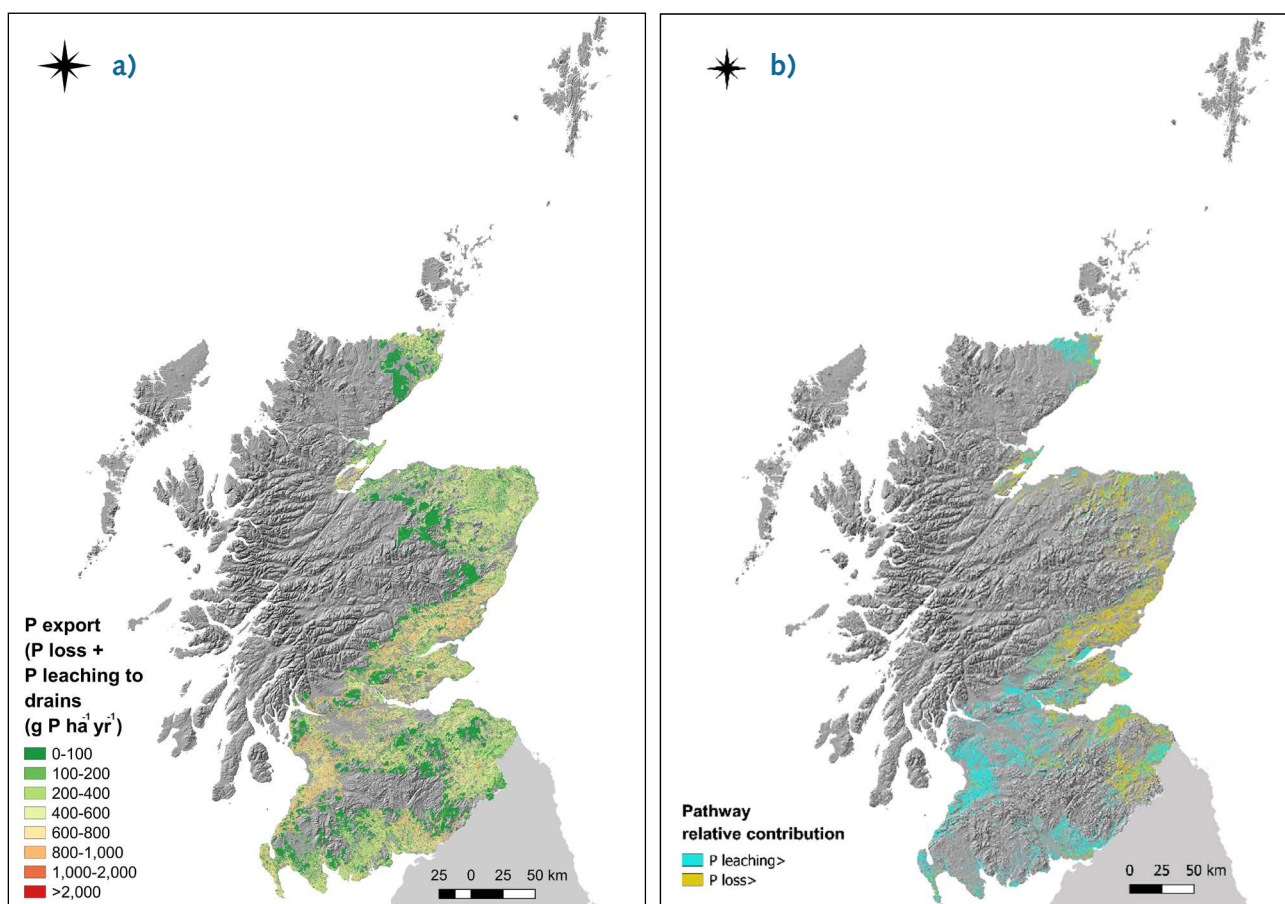 a)
P export
(P loss +
P leaching to
drains
(g P ha⁻¹ yr⁻¹)
0-100
100-200
200-400
400-600
600-800
800-1,000
1,000-2,000
>2,000
25 0 25 50 km
b)
Pathway
relative contribution
P leaching>
P loss>
0 25 50 km